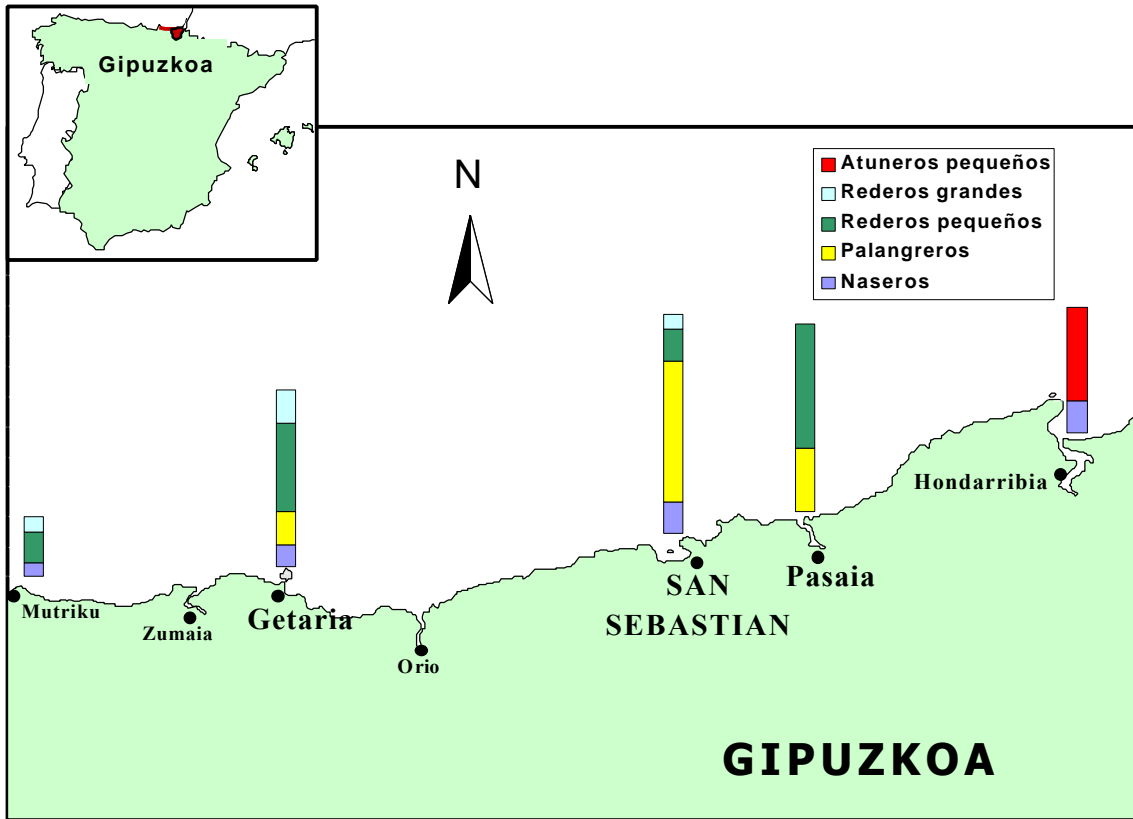 Gipuzkoa
N
Atuneros pequeños
Rederos grandes
Rederos pequeños
Palangreros
Naseros
Hondarribia
Pasaia
SAN
SEBASTIAN
Mutriku
Getaria
Zumaia
Orio
GIPUZKOA